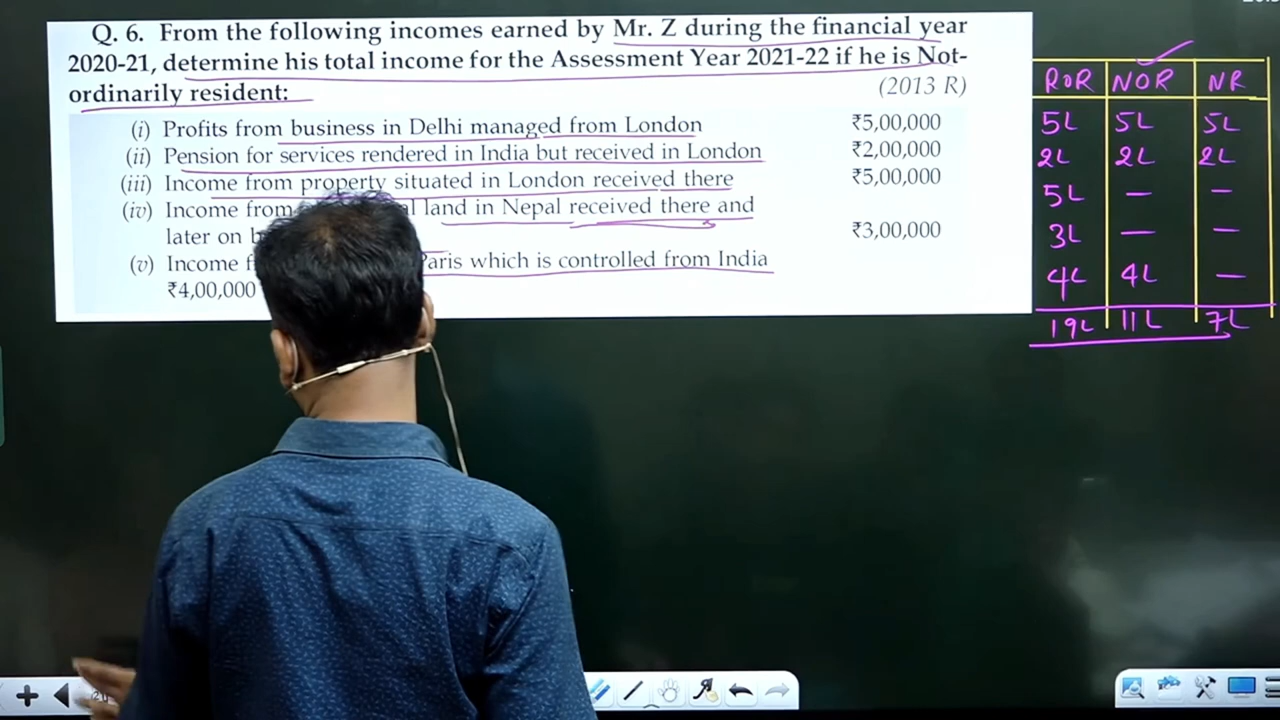 Q. 6. From the following incomes earned by Mr. Z during the financial year
2020-21, determine his total income for the Assessment Year 2021-22 if he is Not-
ordinarily resident: (2013 R)
(i) Profits from business in Delhi managed from London ₹5,00,000
(ii) Pension for services rendered in India but received in London ₹2,00,000
(iii) Income from property situated in London received there ₹5,00,000
(iv) Income from land in Nepal received there and
later on ₹3,00,000
(v) Income Paris which is controlled from India
₹4,00,000
ROR NOR NR
5L 5L 5L
2L 2L 2L
5L — —
3L — —
4L 4L —
19L 11L 7L